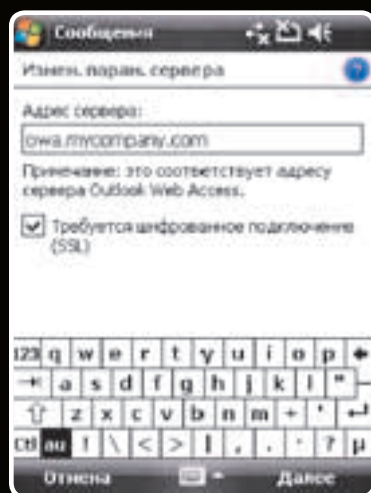 Сообщения
Измен. парам. сервера
Адрес сервера:
owa.mycompany.com
Примечание: это соответствует адресу
сервера Outlook Web Access.
Требуется шифрованное подключение
(SSL)
123 q w e r t y u i o p
a s d f g h j k l "
z x c v b n m + '
Ctl аü ! \ < > | , . · ? µ
Отмена Далее